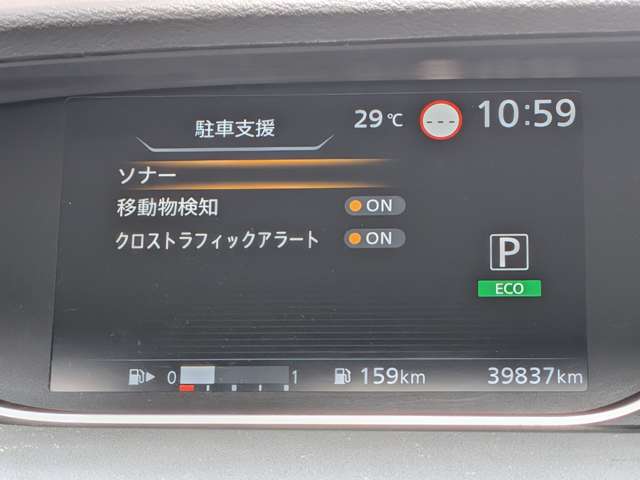 駐車支援 29℃ --- 10:59
ソナー
移動物検知 ON
クロストラフィックアラート ON
P
ECO
0 1 159km 39837km